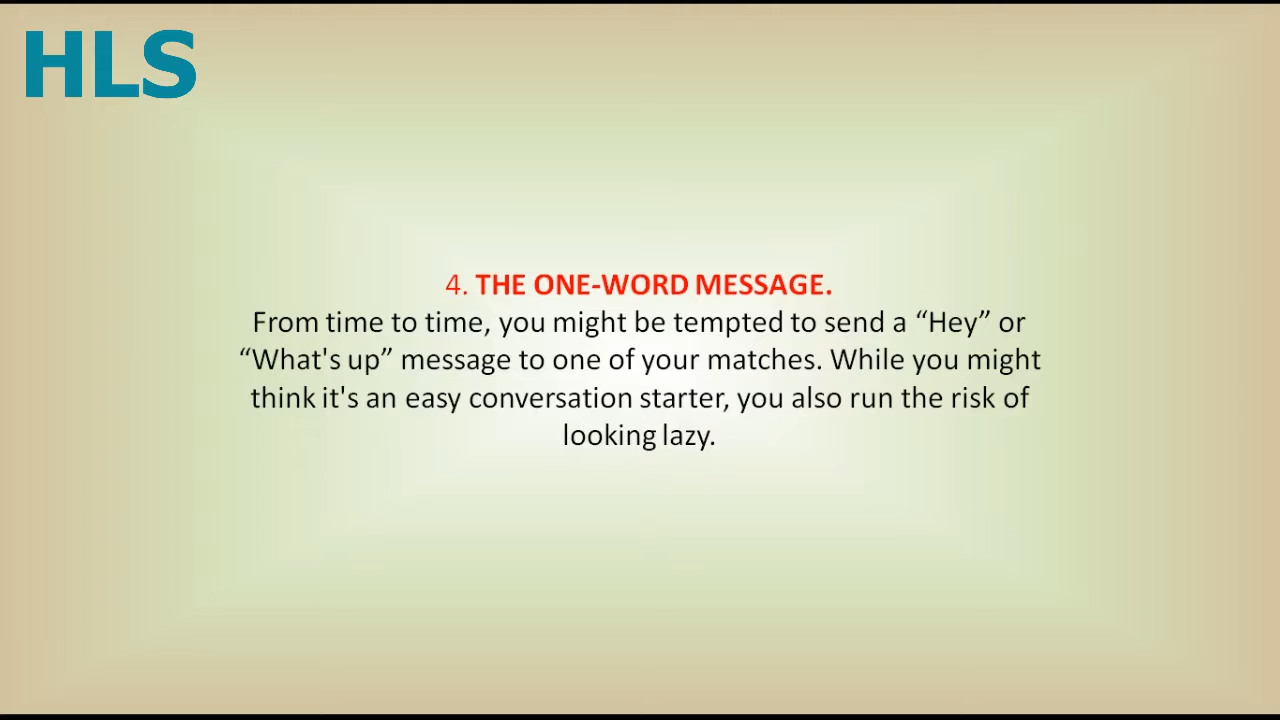 HLS
4. THE ONE-WORD MESSAGE.
From time to time, you might be tempted to send a “Hey” or
“What's up” message to one of your matches. While you might
think it's an easy conversation starter, you also run the risk of
looking lazy.